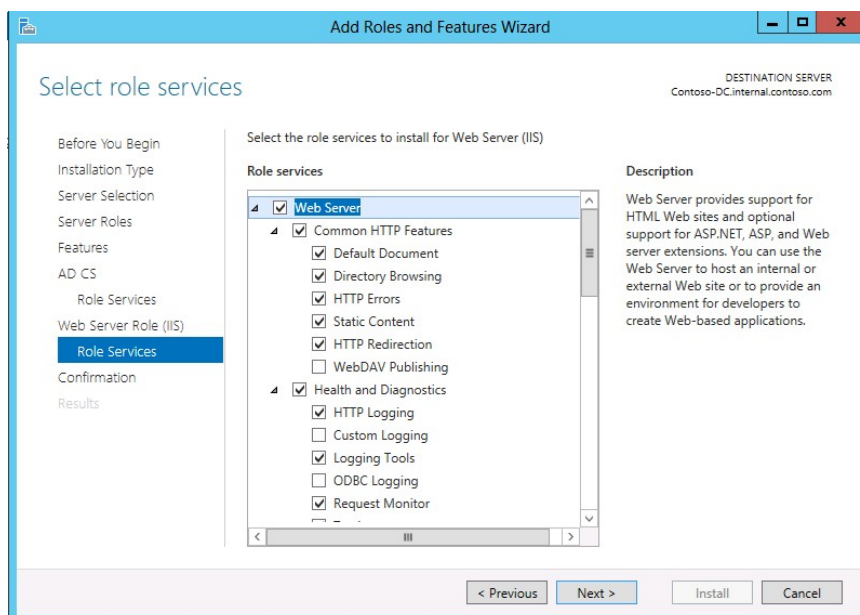 Add Roles and Features Wizard
Select role services
DESTINATION SERVER
Contoso-DC.internal.contoso.com
Before You Begin
Installation Type
Server Selection
Server Roles
Features
AD CS
Role Services
Web Server Role (IIS)
Role Services
Confirmation
Results
Select the role services to install for Web Server (IIS)
Role services
Web Server
Common HTTP Features
Default Document
Directory Browsing
HTTP Errors
Static Content
HTTP Redirection
WebDAV Publishing
Health and Diagnostics
HTTP Logging
Custom Logging
Logging Tools
ODBC Logging
Request Monitor
Description
Web Server provides support for
HTML Web sites and optional
support for ASP.NET, ASP, and Web
server extensions. You can use the
Web Server to host an internal or
external Web site or to provide an
environment for developers to
create Web-based applications.
< Previous
Next >
Install
Cancel